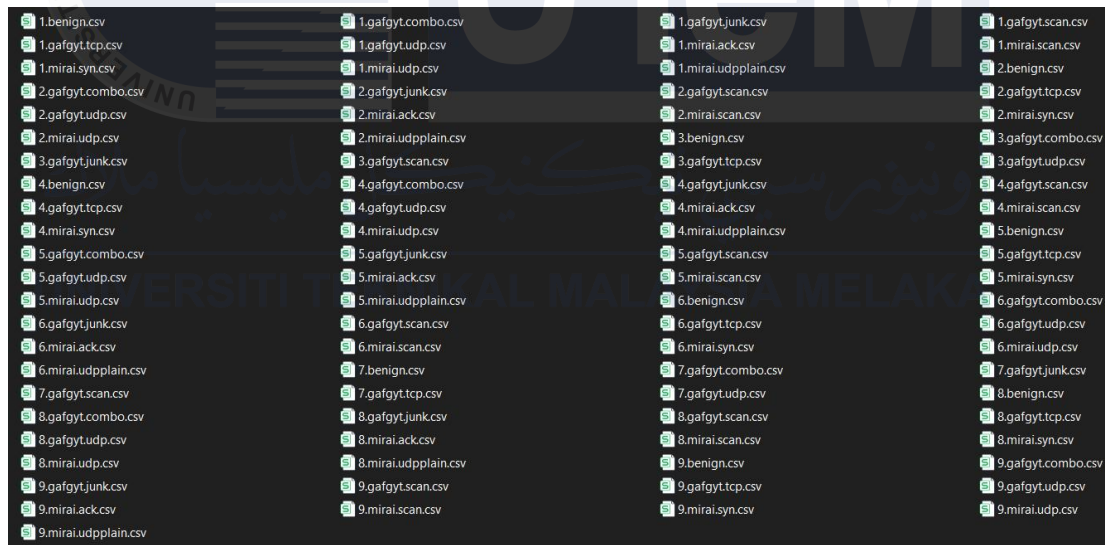 1.benign.csv 1.gafgyt.combo.csv 1.gafgyt.junk.csv 1.gafgyt.scan.csv
1.gafgyt.tcp.csv 1.gafgyt.udp.csv 1.mirai.ack.csv 1.mirai.scan.csv
1.mirai.syn.csv 1.mirai.udp.csv 1.mirai.udpplain.csv 2.benign.csv
2.gafgyt.combo.csv 2.gafgyt.junk.csv 2.gafgyt.scan.csv 2.gafgyt.tcp.csv
2.gafgyt.udp.csv 2.mirai.ack.csv 2.mirai.scan.csv 2.mirai.syn.csv
2.mirai.udp.csv 2.mirai.udpplain.csv 3.benign.csv 3.gafgyt.combo.csv
3.gafgyt.junk.csv 3.gafgyt.scan.csv 3.gafgyt.tcp.csv 3.gafgyt.udp.csv
4.benign.csv 4.gafgyt.combo.csv 4.gafgyt.junk.csv 4.gafgyt.scan.csv
4.gafgyt.tcp.csv 4.gafgyt.udp.csv 4.mirai.ack.csv 4.mirai.scan.csv
4.mirai.syn.csv 4.mirai.udp.csv 4.mirai.udpplain.csv 5.benign.csv
5.gafgyt.combo.csv 5.gafgyt.junk.csv 5.gafgyt.scan.csv 5.gafgyt.tcp.csv
5.gafgyt.udp.csv 5.mirai.ack.csv 5.mirai.scan.csv 5.mirai.syn.csv
5.mirai.udp.csv 5.mirai.udpplain.csv 6.benign.csv 6.gafgyt.combo.csv
6.gafgyt.junk.csv 6.gafgyt.scan.csv 6.gafgyt.tcp.csv 6.gafgyt.udp.csv
6.mirai.ack.csv 6.mirai.scan.csv 6.mirai.syn.csv 6.mirai.udp.csv
6.mirai.udpplain.csv 7.benign.csv 7.gafgyt.combo.csv 7.gafgyt.junk.csv
7.gafgyt.scan.csv 7.gafgyt.tcp.csv 7.gafgyt.udp.csv 8.benign.csv
8.gafgyt.combo.csv 8.gafgyt.junk.csv 8.gafgyt.scan.csv 8.gafgyt.tcp.csv
8.gafgyt.udp.csv 8.mirai.ack.csv 8.mirai.scan.csv 8.mirai.syn.csv
8.mirai.udp.csv 8.mirai.udpplain.csv 9.benign.csv 9.gafgyt.combo.csv
9.gafgyt.junk.csv 9.gafgyt.scan.csv 9.gafgyt.tcp.csv 9.gafgyt.udp.csv
9.mirai.ack.csv 9.mirai.scan.csv 9.mirai.syn.csv 9.mirai.udp.csv
9.mirai.udpplain.csv